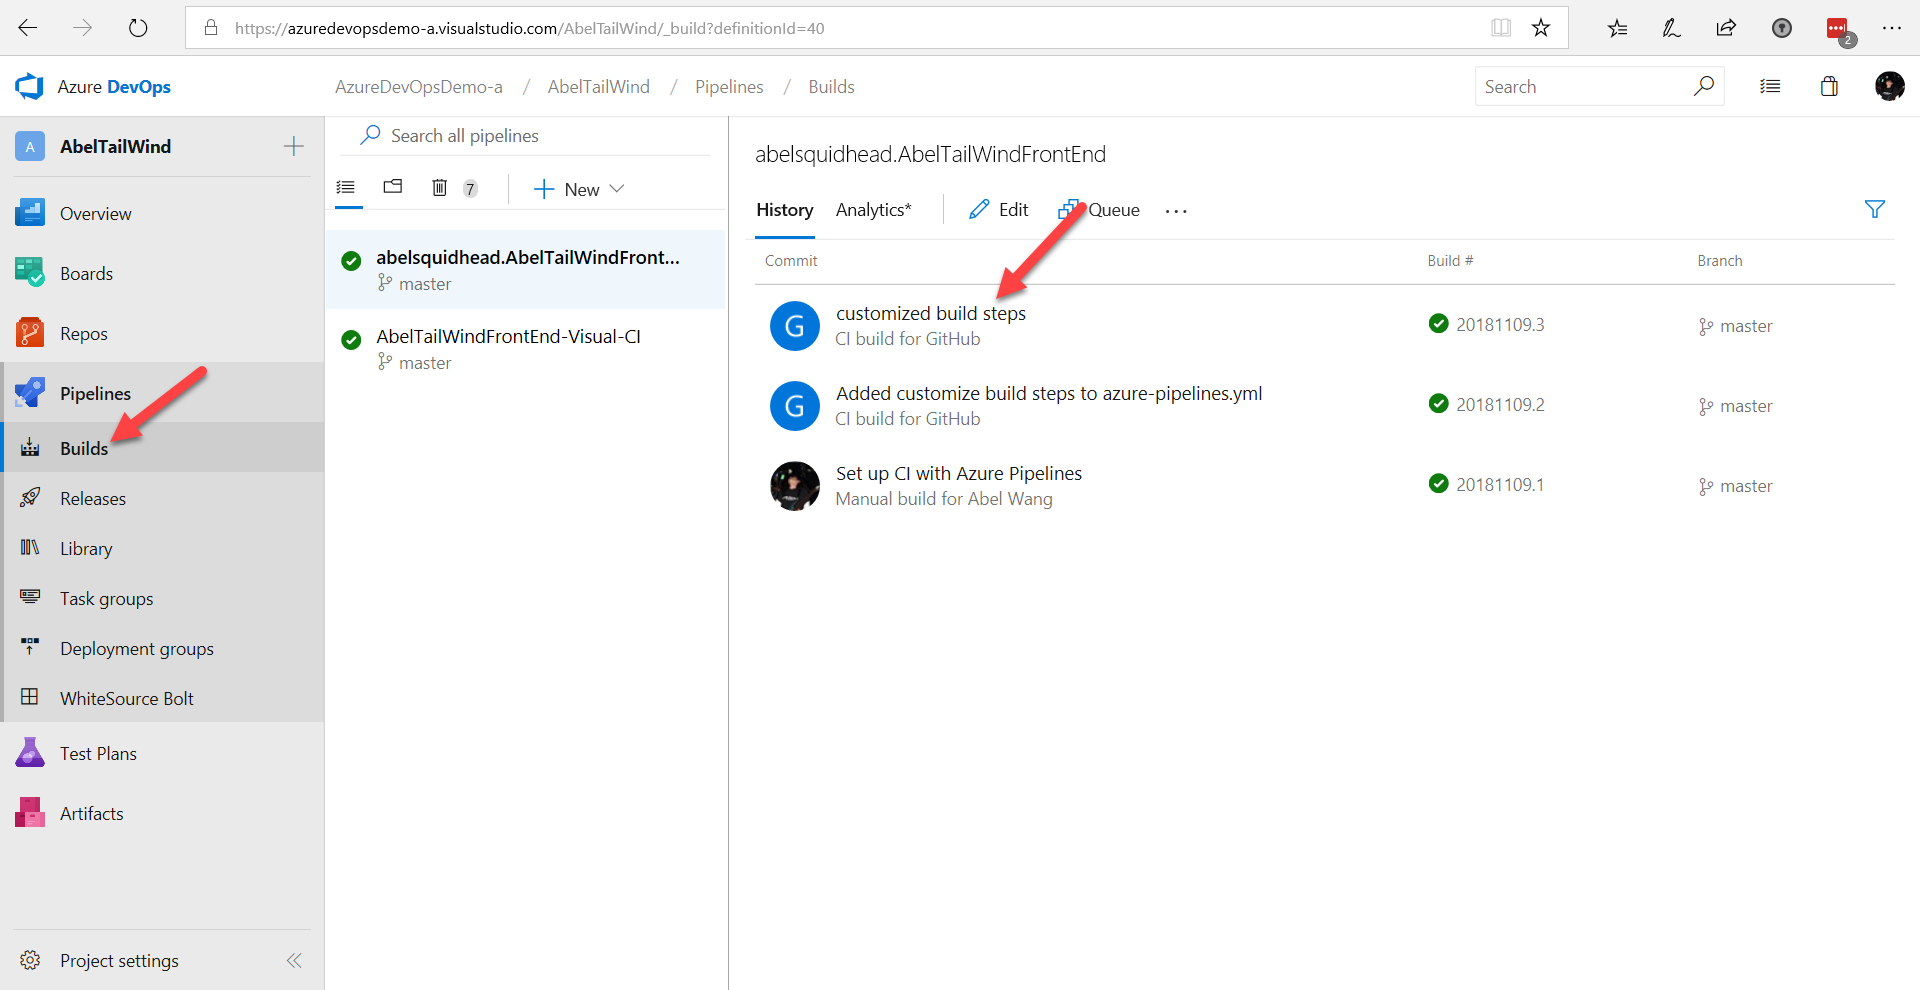 https://azuredevopsdemo-a.visualstudio.com/AbelTailWind/_build?definitionId=40
2
Azure DevOps
AzureDevOpsDemo-a / AbelTailWind / Pipelines / Builds
Search
A AbelTailWind
Overview
Boards
Repos
Pipelines
Builds
Releases
Library
Task groups
Deployment groups
WhiteSource Bolt
Test Plans
Artifacts
Project settings
Search all pipelines
7 New
abelsquidhead.AbelTailWindFront...
master
AbelTailWindFrontEnd-Visual-CI
master
abelsquidhead.AbelTailWindFrontEnd
History Analytics* Edit Queue ...
Commit Build # Branch
G customized build steps
CI build for GitHub
20181109.3 master
G Added customize build steps to azure-pipelines.yml
CI build for GitHub
20181109.2 master
Set up CI with Azure Pipelines
Manual build for Abel Wang
20181109.1 master